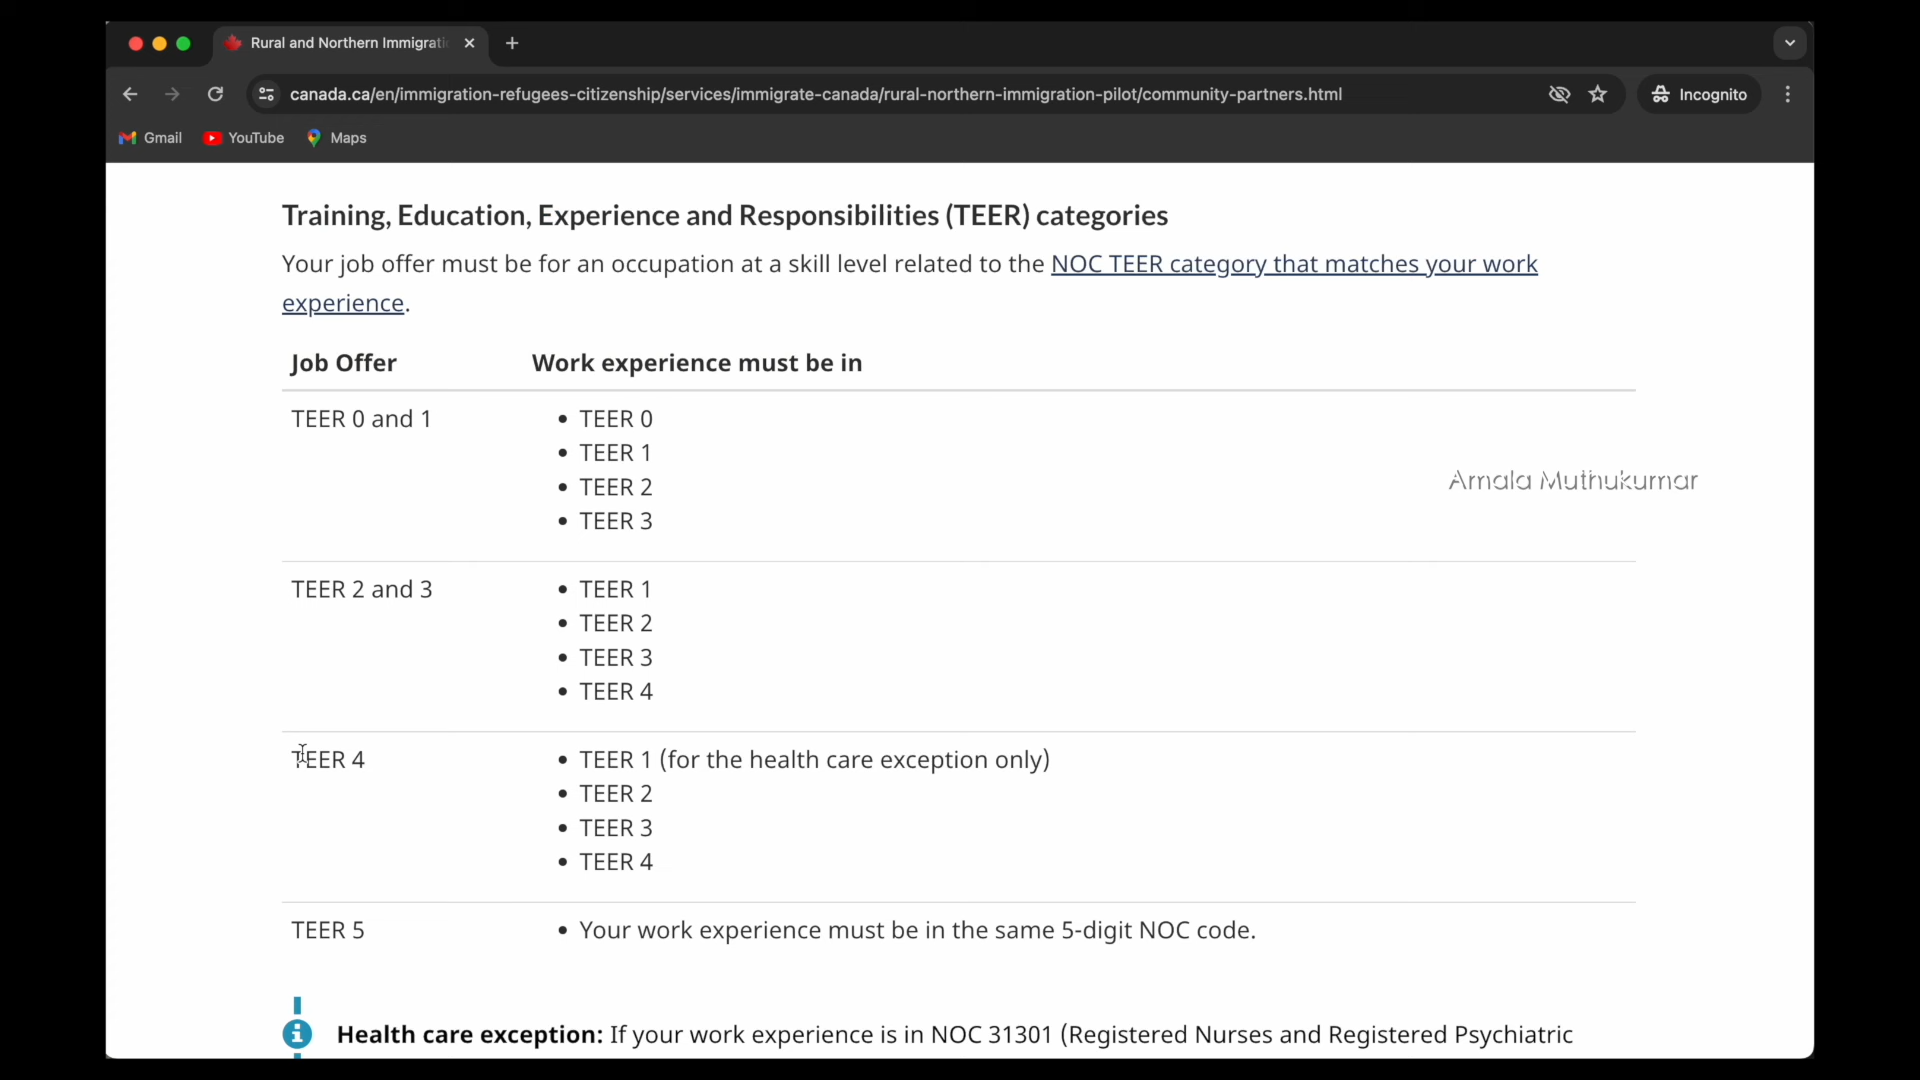 Rural and Northern Immigrati
canada.ca/en/immigration-refugees-citizenship/services/immigrate-canada/rural-northern-immigration-pilot/community-partners.html
Incognito
Gmail YouTube Maps
Training, Education, Experience and Responsibilities (TEER) categories
Your job offer must be for an occupation at a skill level related to the NOC TEER category that matches your work
experience.
Job Offer Work experience must be in
TEER 0 and 1 • TEER 0
• TEER 1
• TEER 2
• TEER 3
Amala Muthukumar
TEER 2 and 3 • TEER 1
• TEER 2
• TEER 3
• TEER 4
TEER 4 • TEER 1 (for the health care exception only)
• TEER 2
• TEER 3
• TEER 4
TEER 5 • Your work experience must be in the same 5-digit NOC code.
Health care exception: If your work experience is in NOC 31301 (Registered Nurses and Registered Psychiatric